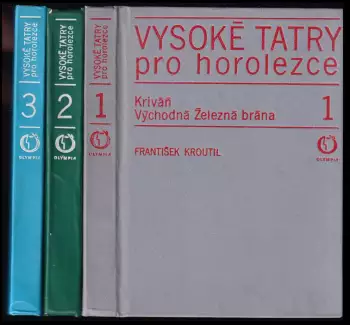 3
VYSOKÉ TATRY
pro horolezce
OLYMPIA
2
VYSOKÉ TATRY
pro horolezce
OLYMPIA
1
VYSOKÉ TATRY
pro horolezce
OLYMPIA
VYSOKÉ TATRY
pro horolezce
Kriváň
Východná Železná brána 1
FRANTIŠEK KROUTIL
OLYMPIA